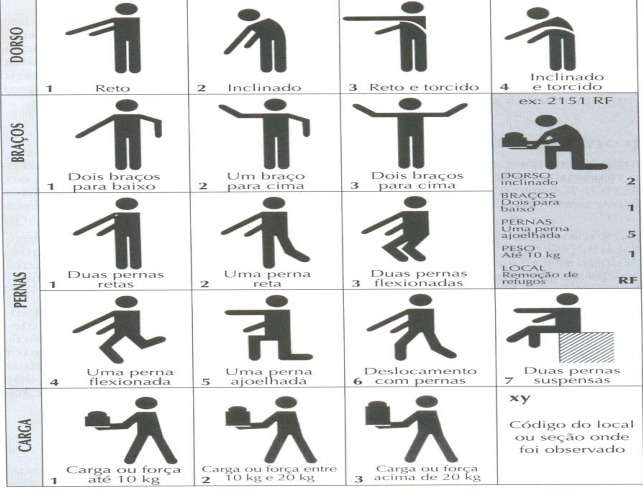 DORSO
1 Reto
2 Inclinado
3 Reto e torcido
4 Inclinado
e torcido
BRAÇOS
1 Dois braços
para baixo
2 Um braço
para cima
3 Dois braços
para cima
ex: 2151 RF
DORSO
inclinado 2
BRAÇOS
Dois para
baixo 1
PERNAS
Uma perna
ajoelhada 5
PESO
Até 10 kg 1
LOCAL
Remoção de
refugos RF
PERNAS
1 Duas pernas
retas
2 Uma perna
reta
3 Duas pernas
flexionadas
4 Uma perna
flexionada
5 Uma perna
ajoelhada
6 Deslocamento
com pernas
7 Duas pernas
suspensas
CARGA
1 Carga ou força
até 10 kg
2 Carga ou força entre
10 kg e 20 kg
3 Carga ou força
acima de 20 kg
xy
Código do local
ou seção onde
foi observado